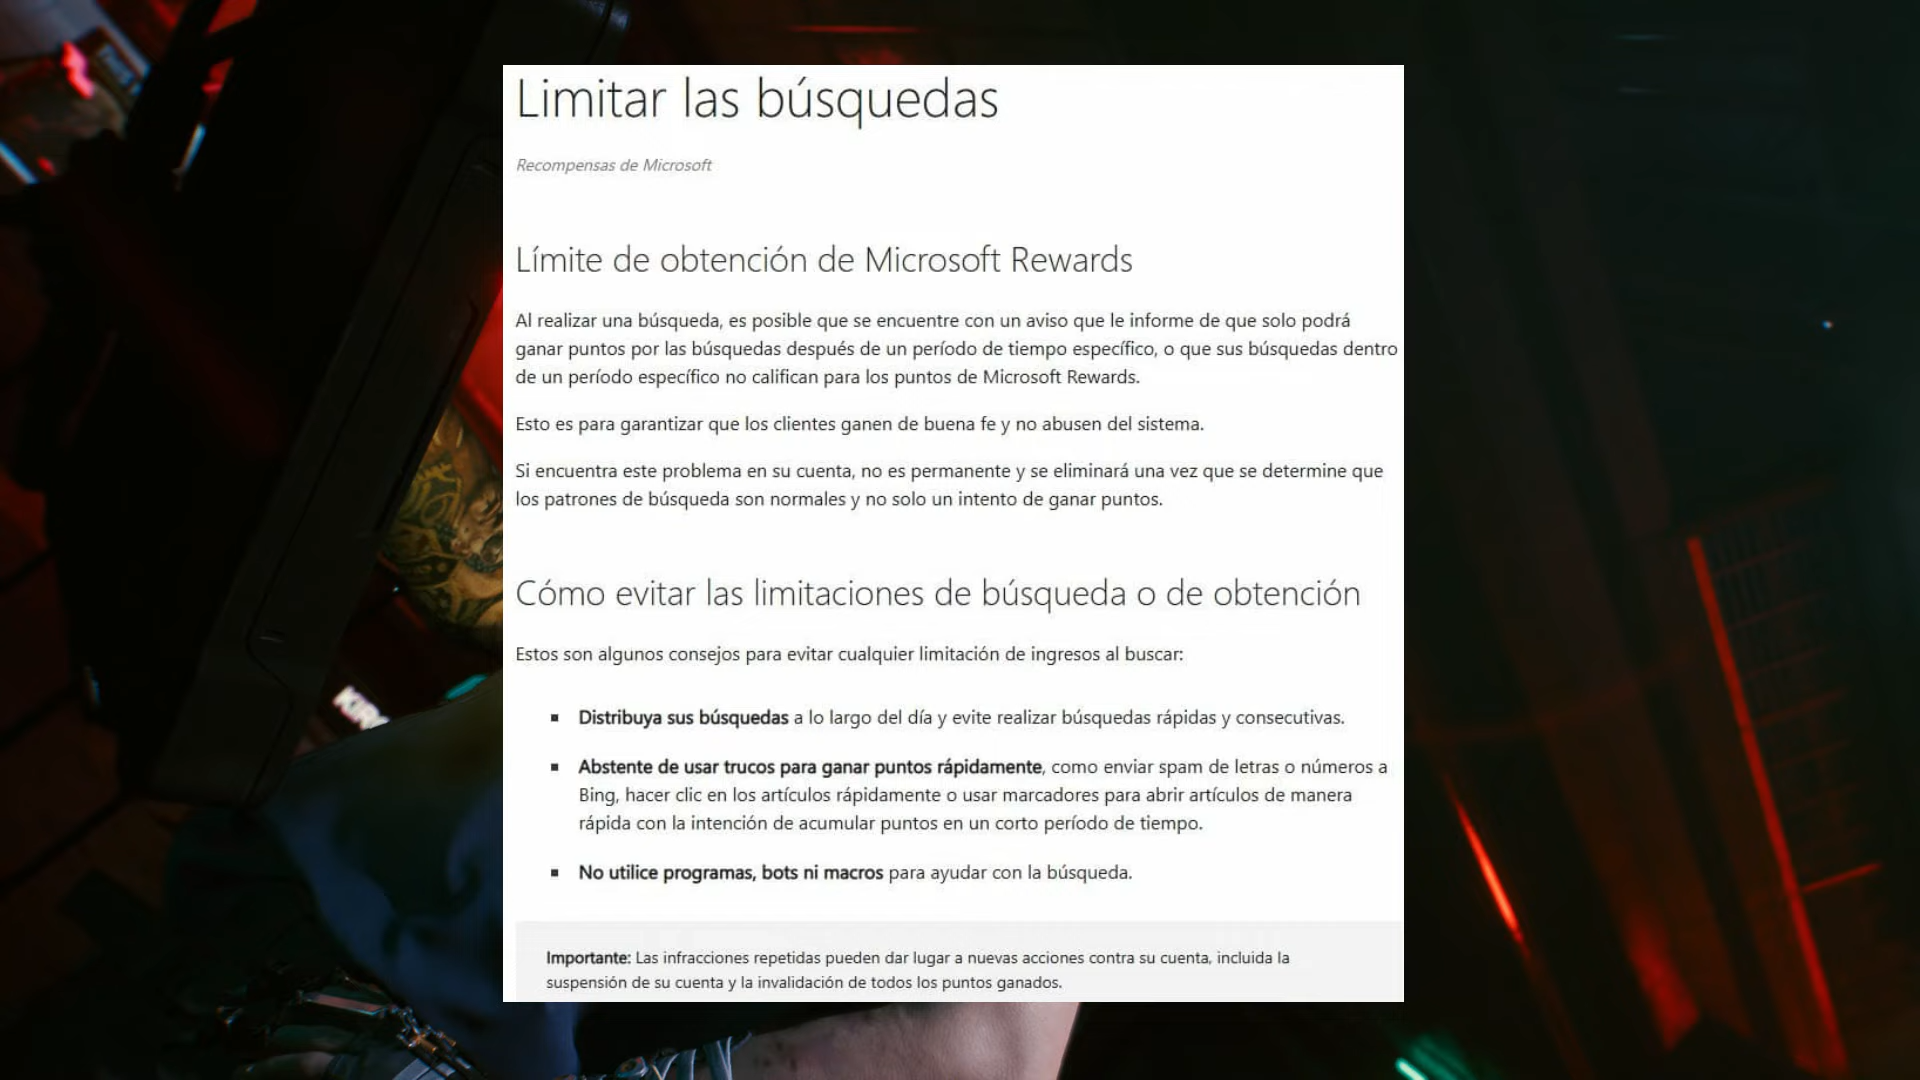 Limitar las búsquedas
Recompensas de Microsoft
Límite de obtención de Microsoft Rewards
Al realizar una búsqueda, es posible que se encuentre con un aviso que le informe de que solo podrá
ganar puntos por las búsquedas después de un período de tiempo específico, o que sus búsquedas dentro
de un período específico no califican para los puntos de Microsoft Rewards.
Esto es para garantizar que los clientes ganen de buena fe y no abusen del sistema.
Si encuentra este problema en su cuenta, no es permanente y se eliminará una vez que se determine que
los patrones de búsqueda son normales y no solo un intento de ganar puntos.
Cómo evitar las limitaciones de búsqueda o de obtención
Estos son algunos consejos para evitar cualquier limitación de ingresos al buscar:
▪ Distribuya sus búsquedas a lo largo del día y evite realizar búsquedas rápidas y consecutivas.
▪ Abstente de usar trucos para ganar puntos rápidamente, como enviar spam de letras o números a
Bing, hacer clic en los artículos rápidamente o usar marcadores para abrir artículos de manera
rápida con la intención de acumular puntos en un corto período de tiempo.
▪ No utilice programas, bots ni macros para ayudar con la búsqueda.
Importante: Las infracciones repetidas pueden dar lugar a nuevas acciones contra su cuenta, incluida la
suspensión de su cuenta y la invalidación de todos los puntos ganados.